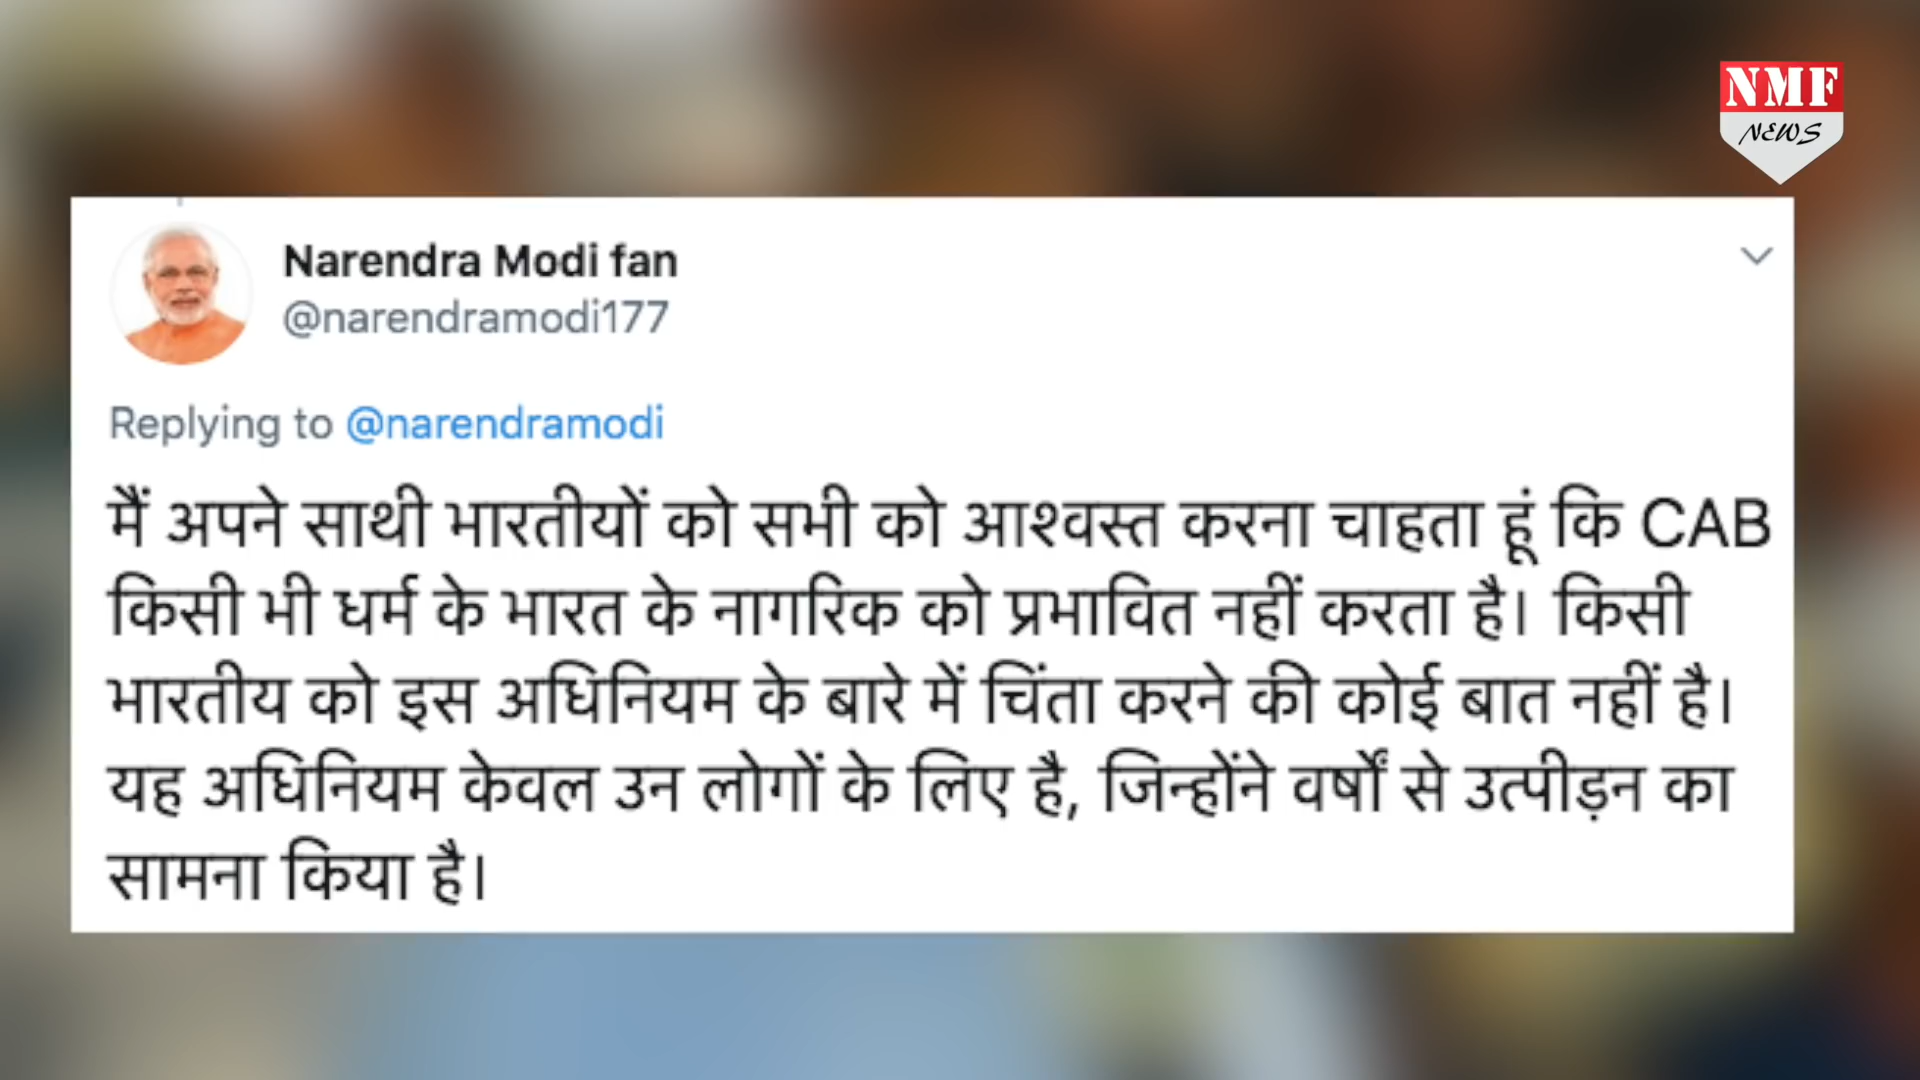 NMF
NEWS
Narendra Modi fan
@narendramodi177
Replying to @narendramodi
मैं अपने साथी भारतीयों को सभी को आश्वस्त करना चाहता हूं कि CAB
किसी भी धर्म के भारत के नागरिक को प्रभावित नहीं करता है। किसी
भारतीय को इस अधिनियम के बारे में चिंता करने की कोई बात नहीं है।
यह अधिनियम केवल उन लोगों के लिए है, जिन्होंने वर्षों से उत्पीड़न का
सामना किया है।